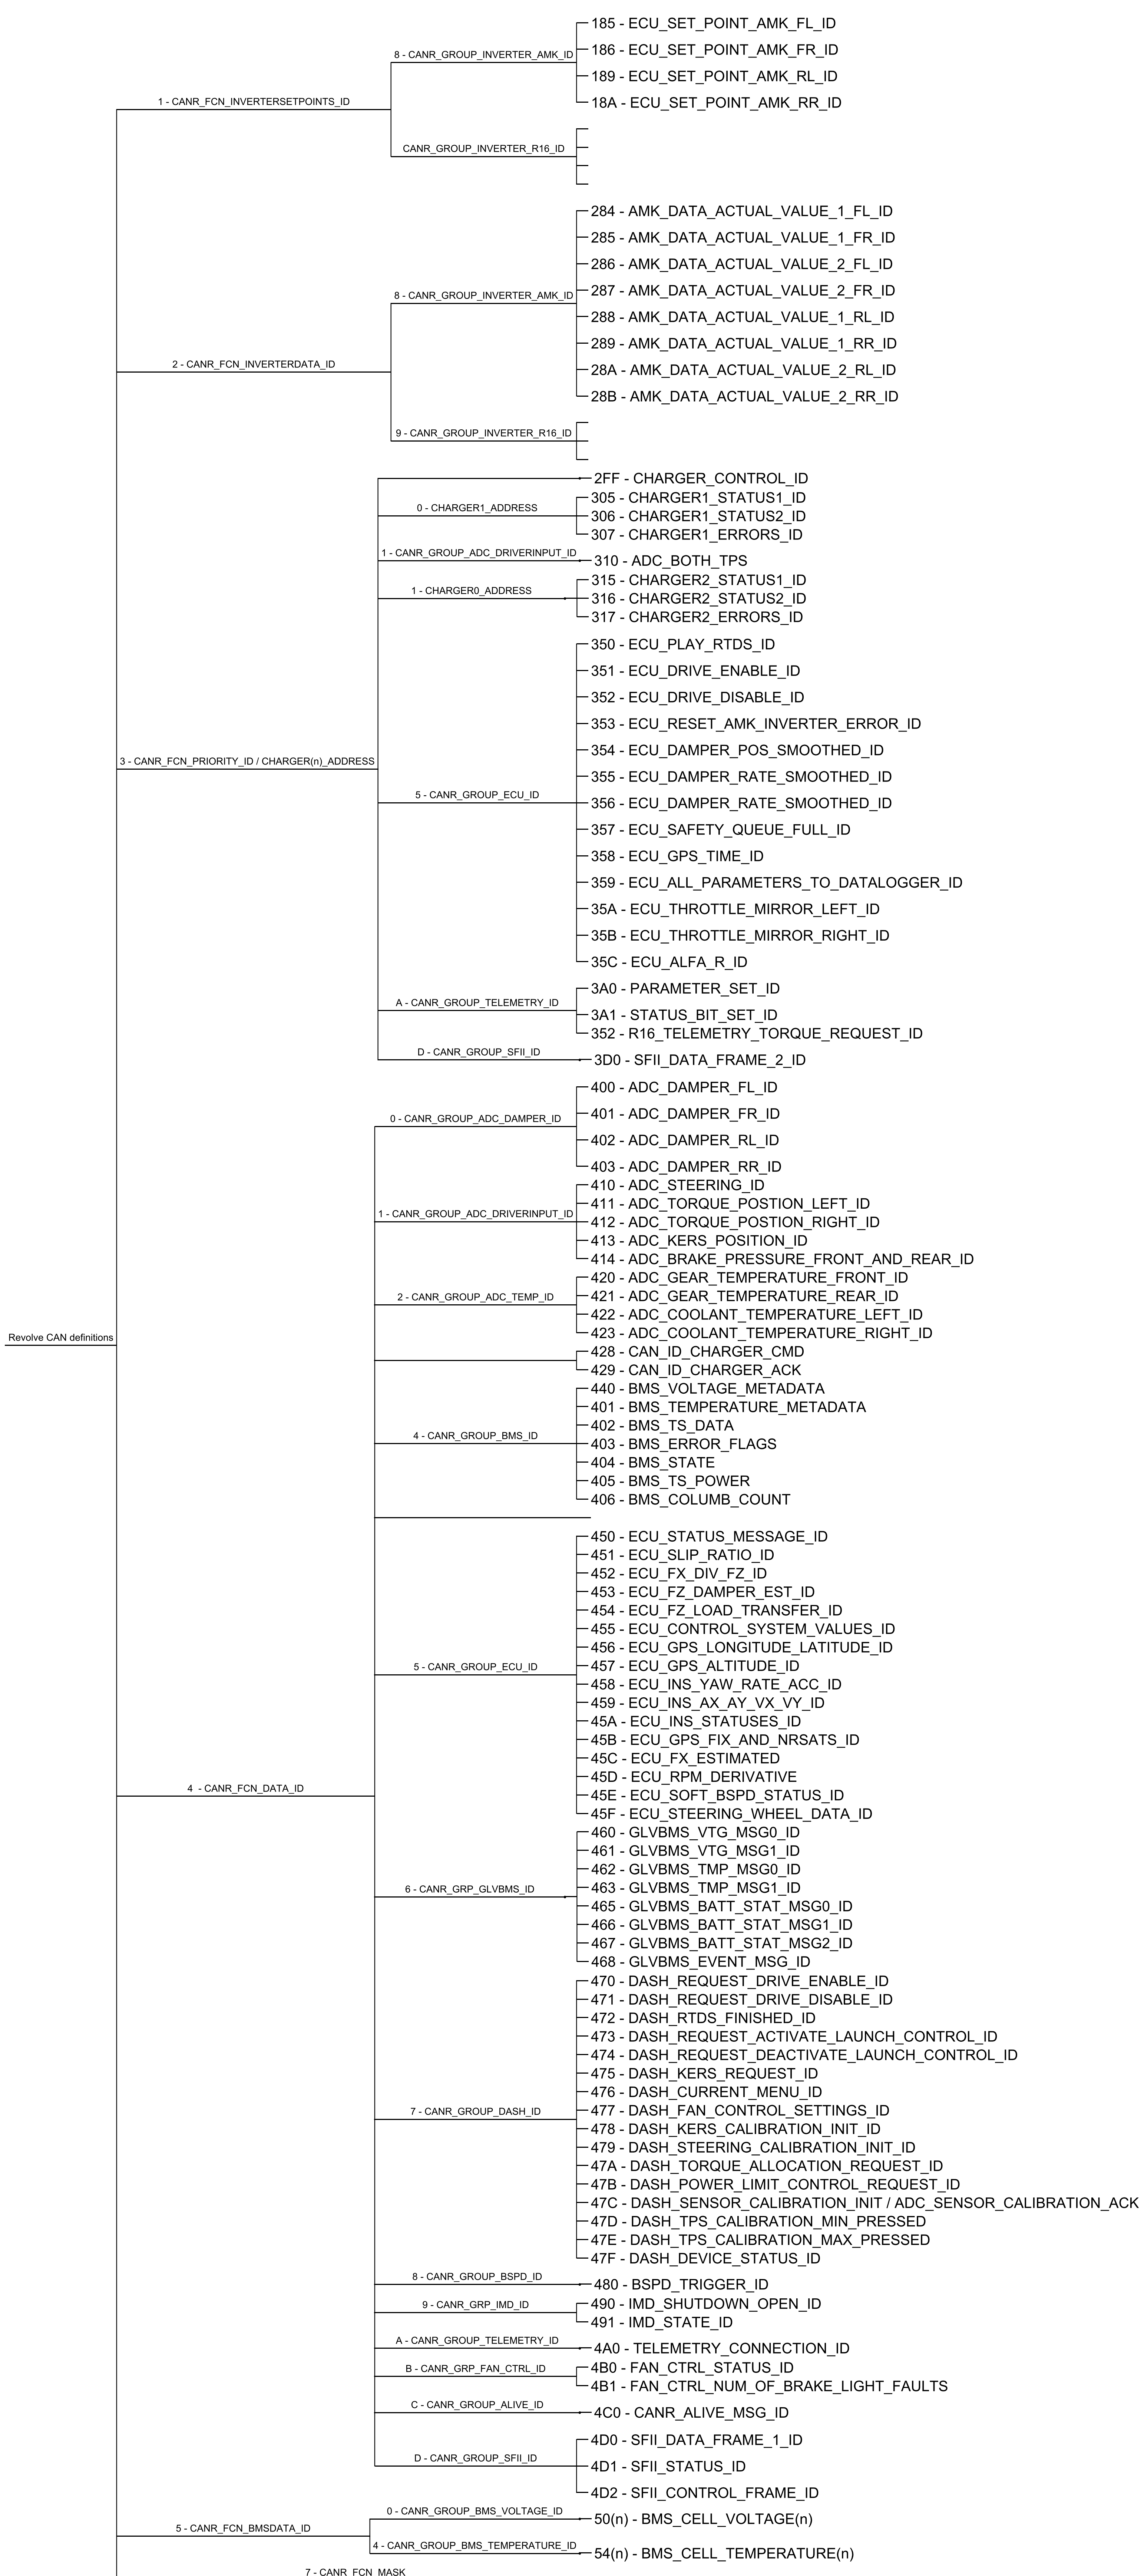 Revolve CAN definitions
1 - CANR_FCN_INVERTERSETPOINTS_ID
8 - CANR_GROUP_INVERTER_AMK_ID
185 - ECU_SET_POINT_AMK_FL_ID
186 - ECU_SET_POINT_AMK_FR_ID
189 - ECU_SET_POINT_AMK_RL_ID
18A - ECU_SET_POINT_AMK_RR_ID
CANR_GROUP_INVERTER_R16_ID
2 - CANR_FCN_INVERTERDATA_ID
8 - CANR_GROUP_INVERTER_AMK_ID
284 - AMK_DATA_ACTUAL_VALUE_1_FL_ID
285 - AMK_DATA_ACTUAL_VALUE_1_FR_ID
286 - AMK_DATA_ACTUAL_VALUE_2_FL_ID
287 - AMK_DATA_ACTUAL_VALUE_2_FR_ID
288 - AMK_DATA_ACTUAL_VALUE_1_RL_ID
289 - AMK_DATA_ACTUAL_VALUE_1_RR_ID
28A - AMK_DATA_ACTUAL_VALUE_2_RL_ID
28B - AMK_DATA_ACTUAL_VALUE_2_RR_ID
9 - CANR_GROUP_INVERTER_R16_ID
3 - CANR_FCN_PRIORITY_ID / CHARGER(n)_ADDRESS
2FF - CHARGER_CONTROL_ID
0 - CHARGER1_ADDRESS
305 - CHARGER1_STATUS1_ID
306 - CHARGER1_STATUS2_ID
307 - CHARGER1_ERRORS_ID
1 - CANR_GROUP_ADC_DRIVERINPUT_ID
310 - ADC_BOTH_TPS
1 - CHARGER0_ADDRESS
315 - CHARGER2_STATUS1_ID
316 - CHARGER2_STATUS2_ID
317 - CHARGER2_ERRORS_ID
5 - CANR_GROUP_ECU_ID
350 - ECU_PLAY_RTDS_ID
351 - ECU_DRIVE_ENABLE_ID
352 - ECU_DRIVE_DISABLE_ID
353 - ECU_RESET_AMK_INVERTER_ERROR_ID
354 - ECU_DAMPER_POS_SMOOTHED_ID
355 - ECU_DAMPER_RATE_SMOOTHED_ID
356 - ECU_DAMPER_RATE_SMOOTHED_ID
357 - ECU_SAFETY_QUEUE_FULL_ID
358 - ECU_GPS_TIME_ID
359 - ECU_ALL_PARAMETERS_TO_DATALOGGER_ID
35A - ECU_THROTTLE_MIRROR_LEFT_ID
35B - ECU_THROTTLE_MIRROR_RIGHT_ID
35C - ECU_ALFA_R_ID
A - CANR_GROUP_TELEMETRY_ID
3A0 - PARAMETER_SET_ID
3A1 - STATUS_BIT_SET_ID
352 - R16_TELEMETRY_TORQUE_REQUEST_ID
D - CANR_GROUP_SFII_ID
3D0 - SFII_DATA_FRAME_2_ID
4  - CANR_FCN_DATA_ID
0 - CANR_GROUP_ADC_DAMPER_ID
400 - ADC_DAMPER_FL_ID
401 - ADC_DAMPER_FR_ID
402 - ADC_DAMPER_RL_ID
403 - ADC_DAMPER_RR_ID
1 - CANR_GROUP_ADC_DRIVERINPUT_ID
410 - ADC_STEERING_ID
411 - ADC_TORQUE_POSTION_LEFT_ID
412 - ADC_TORQUE_POSTION_RIGHT_ID
413 - ADC_KERS_POSITION_ID
414 - ADC_BRAKE_PRESSURE_FRONT_AND_REAR_ID
2 - CANR_GROUP_ADC_TEMP_ID
420 - ADC_GEAR_TEMPERATURE_FRONT_ID
421 - ADC_GEAR_TEMPERATURE_REAR_ID
422 - ADC_COOLANT_TEMPERATURE_LEFT_ID
423 - ADC_COOLANT_TEMPERATURE_RIGHT_ID
428 - CAN_ID_CHARGER_CMD
429 - CAN_ID_CHARGER_ACK
4 - CANR_GROUP_BMS_ID
440 - BMS_VOLTAGE_METADATA
401 - BMS_TEMPERATURE_METADATA
402 - BMS_TS_DATA
403 - BMS_ERROR_FLAGS
404 - BMS_STATE
405 - BMS_TS_POWER
406 - BMS_COLUMB_COUNT
5 - CANR_GROUP_ECU_ID
450 - ECU_STATUS_MESSAGE_ID
451 - ECU_SLIP_RATIO_ID
452 - ECU_FX_DIV_FZ_ID
453 - ECU_FZ_DAMPER_EST_ID
454 - ECU_FZ_LOAD_TRANSFER_ID
455 - ECU_CONTROL_SYSTEM_VALUES_ID
456 - ECU_GPS_LONGITUDE_LATITUDE_ID
457 - ECU_GPS_ALTITUDE_ID
458 - ECU_INS_YAW_RATE_ACC_ID
459 - ECU_INS_AX_AY_VX_VY_ID
45A - ECU_INS_STATUSES_ID
45B - ECU_GPS_FIX_AND_NRSATS_ID
45C - ECU_FX_ESTIMATED
45D - ECU_RPM_DERIVATIVE
45E - ECU_SOFT_BSPD_STATUS_ID
45F - ECU_STEERING_WHEEL_DATA_ID
6 - CANR_GRP_GLVBMS_ID
460 - GLVBMS_VTG_MSG0_ID
461 - GLVBMS_VTG_MSG1_ID
462 - GLVBMS_TMP_MSG0_ID
463 - GLVBMS_TMP_MSG1_ID
465 - GLVBMS_BATT_STAT_MSG0_ID
466 - GLVBMS_BATT_STAT_MSG1_ID
467 - GLVBMS_BATT_STAT_MSG2_ID
468 - GLVBMS_EVENT_MSG_ID
7 - CANR_GROUP_DASH_ID
470 - DASH_REQUEST_DRIVE_ENABLE_ID
471 - DASH_REQUEST_DRIVE_DISABLE_ID
472 - DASH_RTDS_FINISHED_ID
473 - DASH_REQUEST_ACTIVATE_LAUNCH_CONTROL_ID
474 - DASH_REQUEST_DEACTIVATE_LAUNCH_CONTROL_ID
475 - DASH_KERS_REQUEST_ID
476 - DASH_CURRENT_MENU_ID
477 - DASH_FAN_CONTROL_SETTINGS_ID
478 - DASH_KERS_CALIBRATION_INIT_ID
479 - DASH_STEERING_CALIBRATION_INIT_ID
47A - DASH_TORQUE_ALLOCATION_REQUEST_ID
47B - DASH_POWER_LIMIT_CONTROL_REQUEST_ID
47C - DASH_SENSOR_CALIBRATION_INIT / ADC_SENSOR_CALIBRATION_ACK
47D - DASH_TPS_CALIBRATION_MIN_PRESSED
47E - DASH_TPS_CALIBRATION_MAX_PRESSED
47F - DASH_DEVICE_STATUS_ID
8 - CANR_GROUP_BSPD_ID
480 - BSPD_TRIGGER_ID
9 - CANR_GRP_IMD_ID
490 - IMD_SHUTDOWN_OPEN_ID
491 - IMD_STATE_ID
A - CANR_GROUP_TELEMETRY_ID
4A0 - TELEMETRY_CONNECTION_ID
B - CANR_GRP_FAN_CTRL_ID
4B0 - FAN_CTRL_STATUS_ID
4B1 - FAN_CTRL_NUM_OF_BRAKE_LIGHT_FAULTS
C - CANR_GROUP_ALIVE_ID
4C0 - CANR_ALIVE_MSG_ID
D - CANR_GROUP_SFII_ID
4D0 - SFII_DATA_FRAME_1_ID
4D1 - SFII_STATUS_ID
4D2 - SFII_CONTROL_FRAME_ID
5 - CANR_FCN_BMSDATA_ID
0 - CANR_GROUP_BMS_VOLTAGE_ID
50(n) - BMS_CELL_VOLTAGE(n)
4 - CANR_GROUP_BMS_TEMPERATURE_ID
54(n) - BMS_CELL_TEMPERATURE(n)
7 - CANR_FCN_MASK